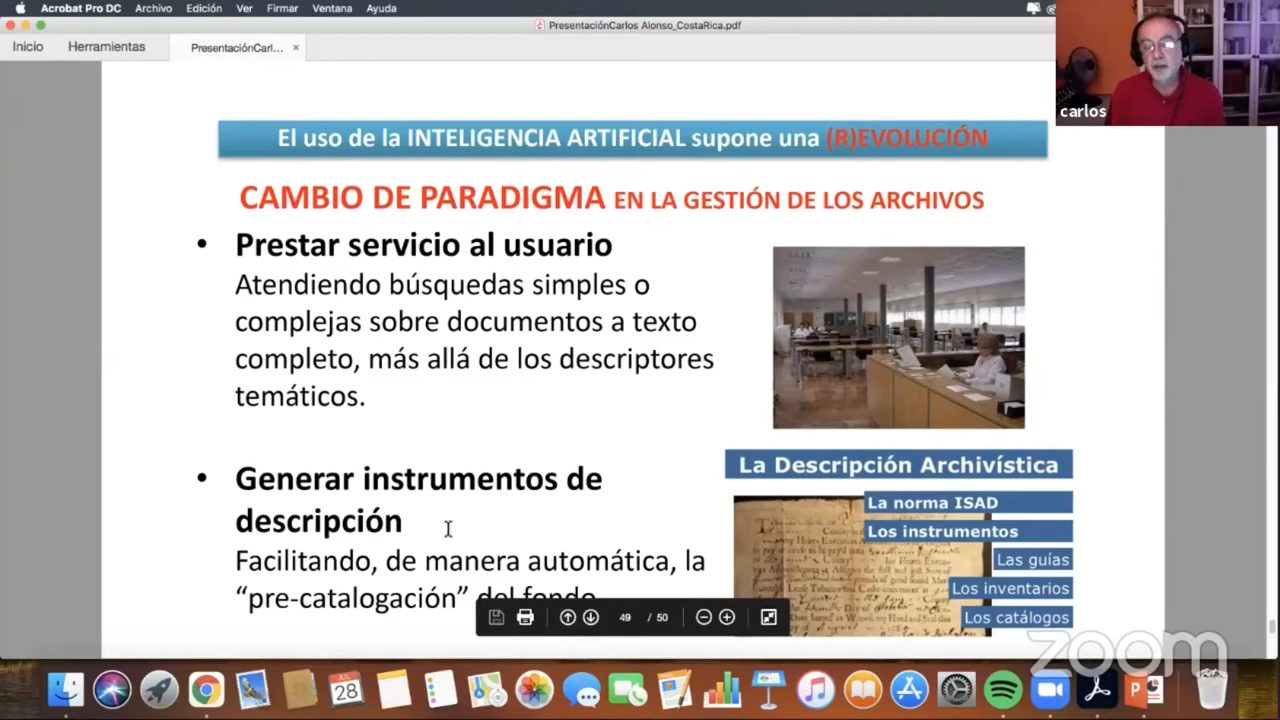 Acrobat Pro DC Archivo Edición Ver Firmar Ventana Ayuda
PresentaciónCarlos Alonso_CostaRica.pdf
Inicio Herramientas PresentaciónCarl... ×
carlos
El uso de la INTELIGENCIA ARTIFICIAL supone una (R)EVOLUCIÓN
CAMBIO DE PARADIGMA EN LA GESTIÓN DE LOS ARCHIVOS
• Prestar servicio al usuario
Atendiendo búsquedas simples o
complejas sobre documentos a texto
completo, más allá de los descriptores
temáticos.
• Generar instrumentos de
descripción
Facilitando, de manera automática, la
“pre-catalogación” del fondo
La Descripción Archivística
La norma ISAD
Los instrumentos
Las guías
Los inventarios
Los catálogos
49 / 50
zoom
JUL
28